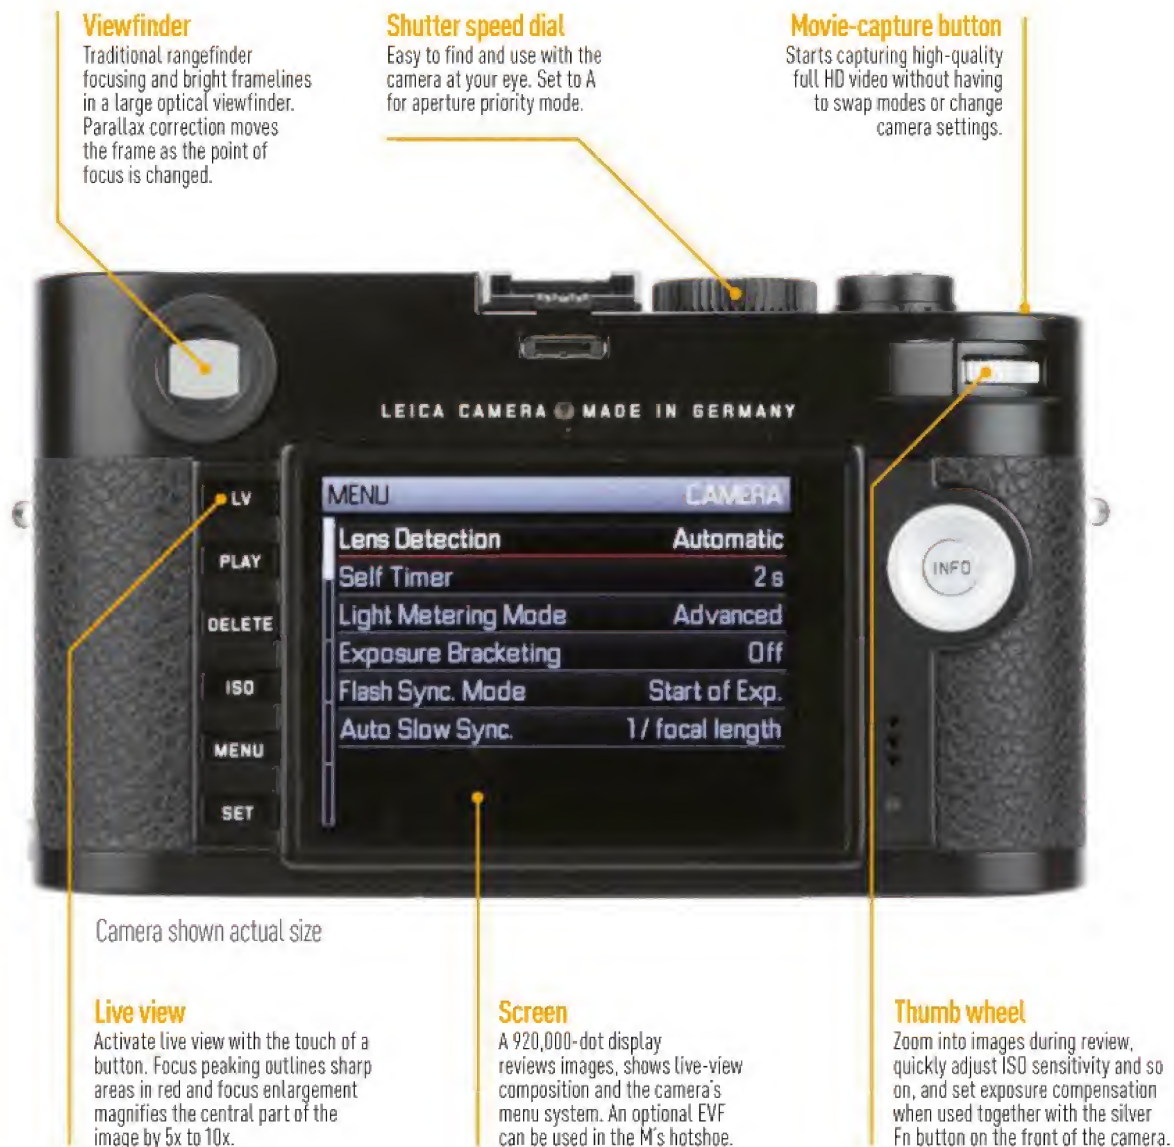 Viewfinder
Traditional rangefinder
focusing and bright framelines
in a large optical viewfinder.
Parallax correction moves
the frame as the point of
focus is changed.
Shutter speed dial
Easy to find and use with the
camera at your eye. Set to A
for aperture priority mode.
Movie-capture button
Starts capturing high-quality
full HD video without having
to swap modes or change
camera settings.
LEICA CAMERA MADE IN GERMANY
LV
PLAY
DELETE
ISO
MENU
SET
MENU CAMERA
Lens Detection Automatic
Self Timer 2 s
Light Metering Mode Advanced
Exposure Bracketing Off
Flash Sync. Mode Start of Exp.
Auto Slow Sync. 1/ focal length
INFO
Camera shown actual size
Live view
Activate live view with the touch of a
button. Focus peaking outlines sharp
areas in red and focus enlargement
magnifies the central part of the
image by 5x to 10x.
Screen
A 920,000-dot display
reviews images, shows live-view
composition and the camera's
menu system. An optional EVF
can be used in the M's hotshoe.
Thumb wheel
Zoom into images during review,
quickly adjust ISO sensitivity and so
on, and set exposure compensation
when used together with the silver
Fn button on the front of the camera.